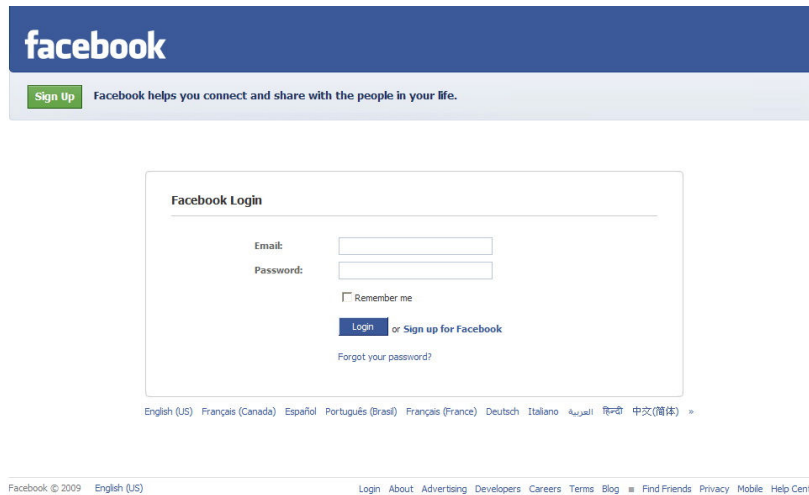 facebook
Sign Up Facebook helps you connect and share with the people in your life.
Facebook Login
Email:
Password:
Remember me
Login or Sign up for Facebook
Forgot your password?
English (US) Français (Canada) Español Português (Brasil) Français (France) Deutsch Italiano العربية हिन्दी 中文(简体) »
Facebook © 2009 English (US) Login About Advertising Developers Careers Terms Blog Find Friends Privacy Mobile Help Cent